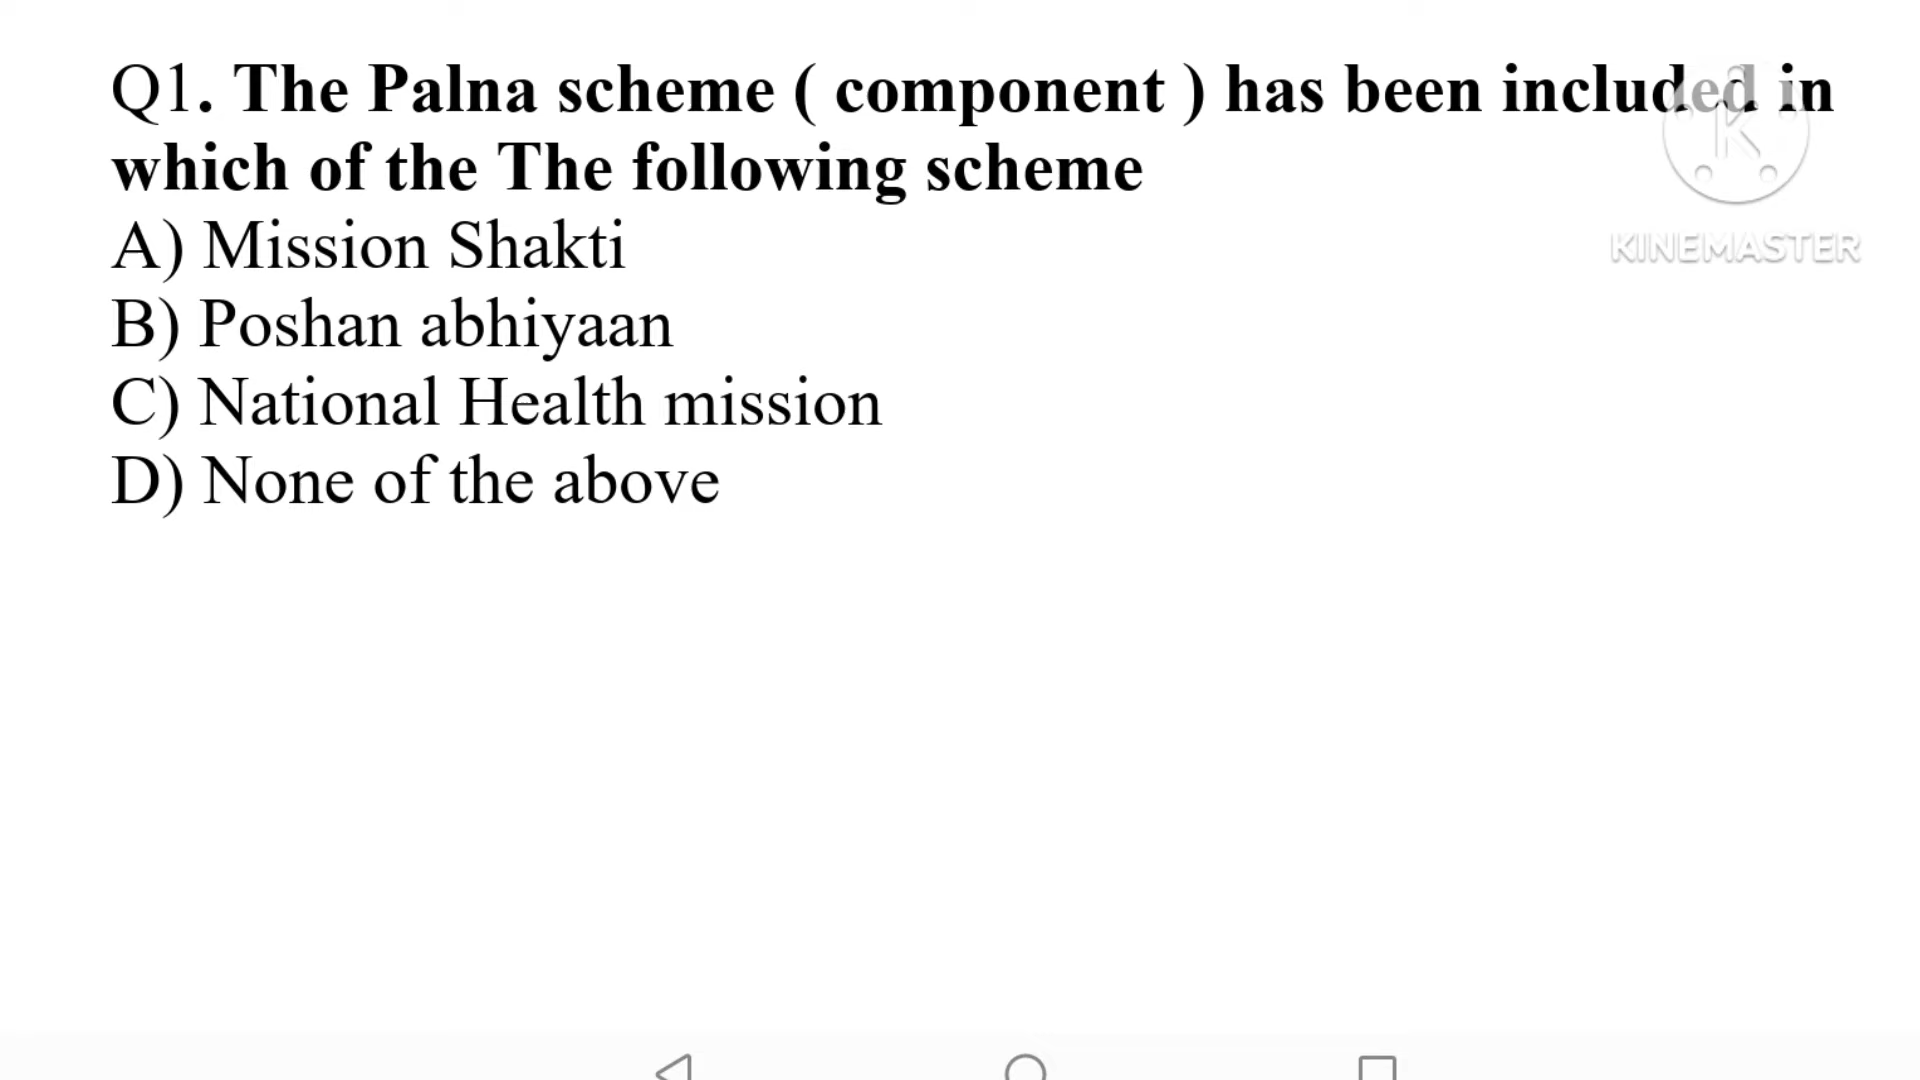 Q1. The Palna scheme ( component ) has been included in
which of the The following scheme
A) Mission Shakti
B) Poshan abhiyaan
C) National Health mission
D) None of the above
K
KINEMASTER